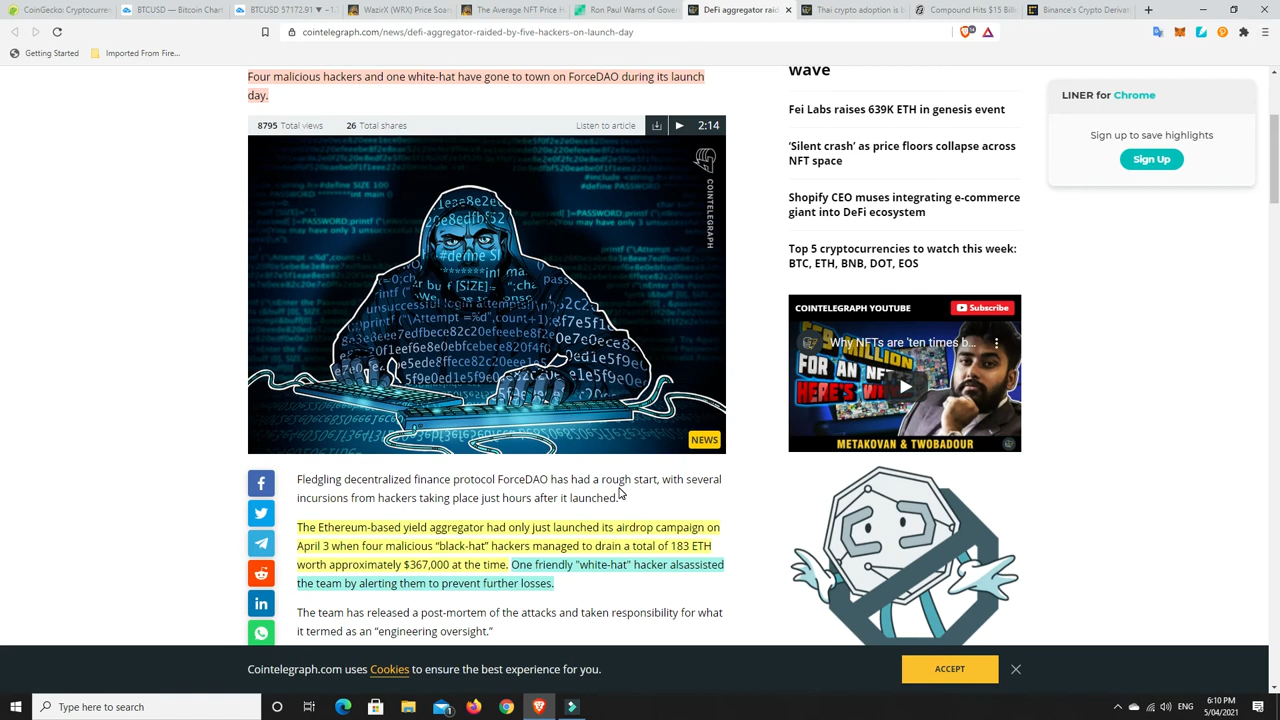 CoinGecko: Cryptocurren
BTCUSD — Bitcoin Chart
BTCUSD 57172.91 ▼ −1.
WazirX (WRX) Price Soars
The Average NFT Price H
Ron Paul Warns of Gover
DeFi aggregator raid
Thai crypto adoption is b
Compound Hits $15 Billi
Binance's Crypto Derivat
cointelegraph.com/news/defi-aggregator-raided-by-five-hackers-on-launch-day
Getting Started
Imported From Fire...
Four malicious hackers and one white-hat have gone to town on ForceDAO during its launch
day.
8795 Total views
26 Total shares
Listen to article
2:14
COINTELEGRAPH
NEWS
Fledgling decentralized finance protocol ForceDAO has had a rough start, with several
incursions from hackers taking place just hours after it launched.
The Ethereum-based yield aggregator had only just launched its airdrop campaign on
April 3 when four malicious “black-hat” hackers managed to drain a total of 183 ETH
worth approximately $367,000 at the time. One friendly "white-hat" hacker alsassisted
the team by alerting them to prevent further losses.
The team has released a post-mortem of the attacks and taken responsibility for what
it termed as an “engineering oversight.”
wave
Fei Labs raises 639K ETH in genesis event
‘Silent crash’ as price floors collapse across
NFT space
Shopify CEO muses integrating e-commerce
giant into DeFi ecosystem
Top 5 cryptocurrencies to watch this week:
BTC, ETH, BNB, DOT, EOS
COINTELEGRAPH YOUTUBE
Subscribe
Why NFTs are 'ten times b...
FOR AN NF
METAKOVAN & TWOBADOUR
LINER for Chrome
Sign up to save highlights
Sign Up
Cointelegraph.com uses Cookies to ensure the best experience for you.
ACCEPT
Type here to search
ENG
6:10 PM
5/04/2021